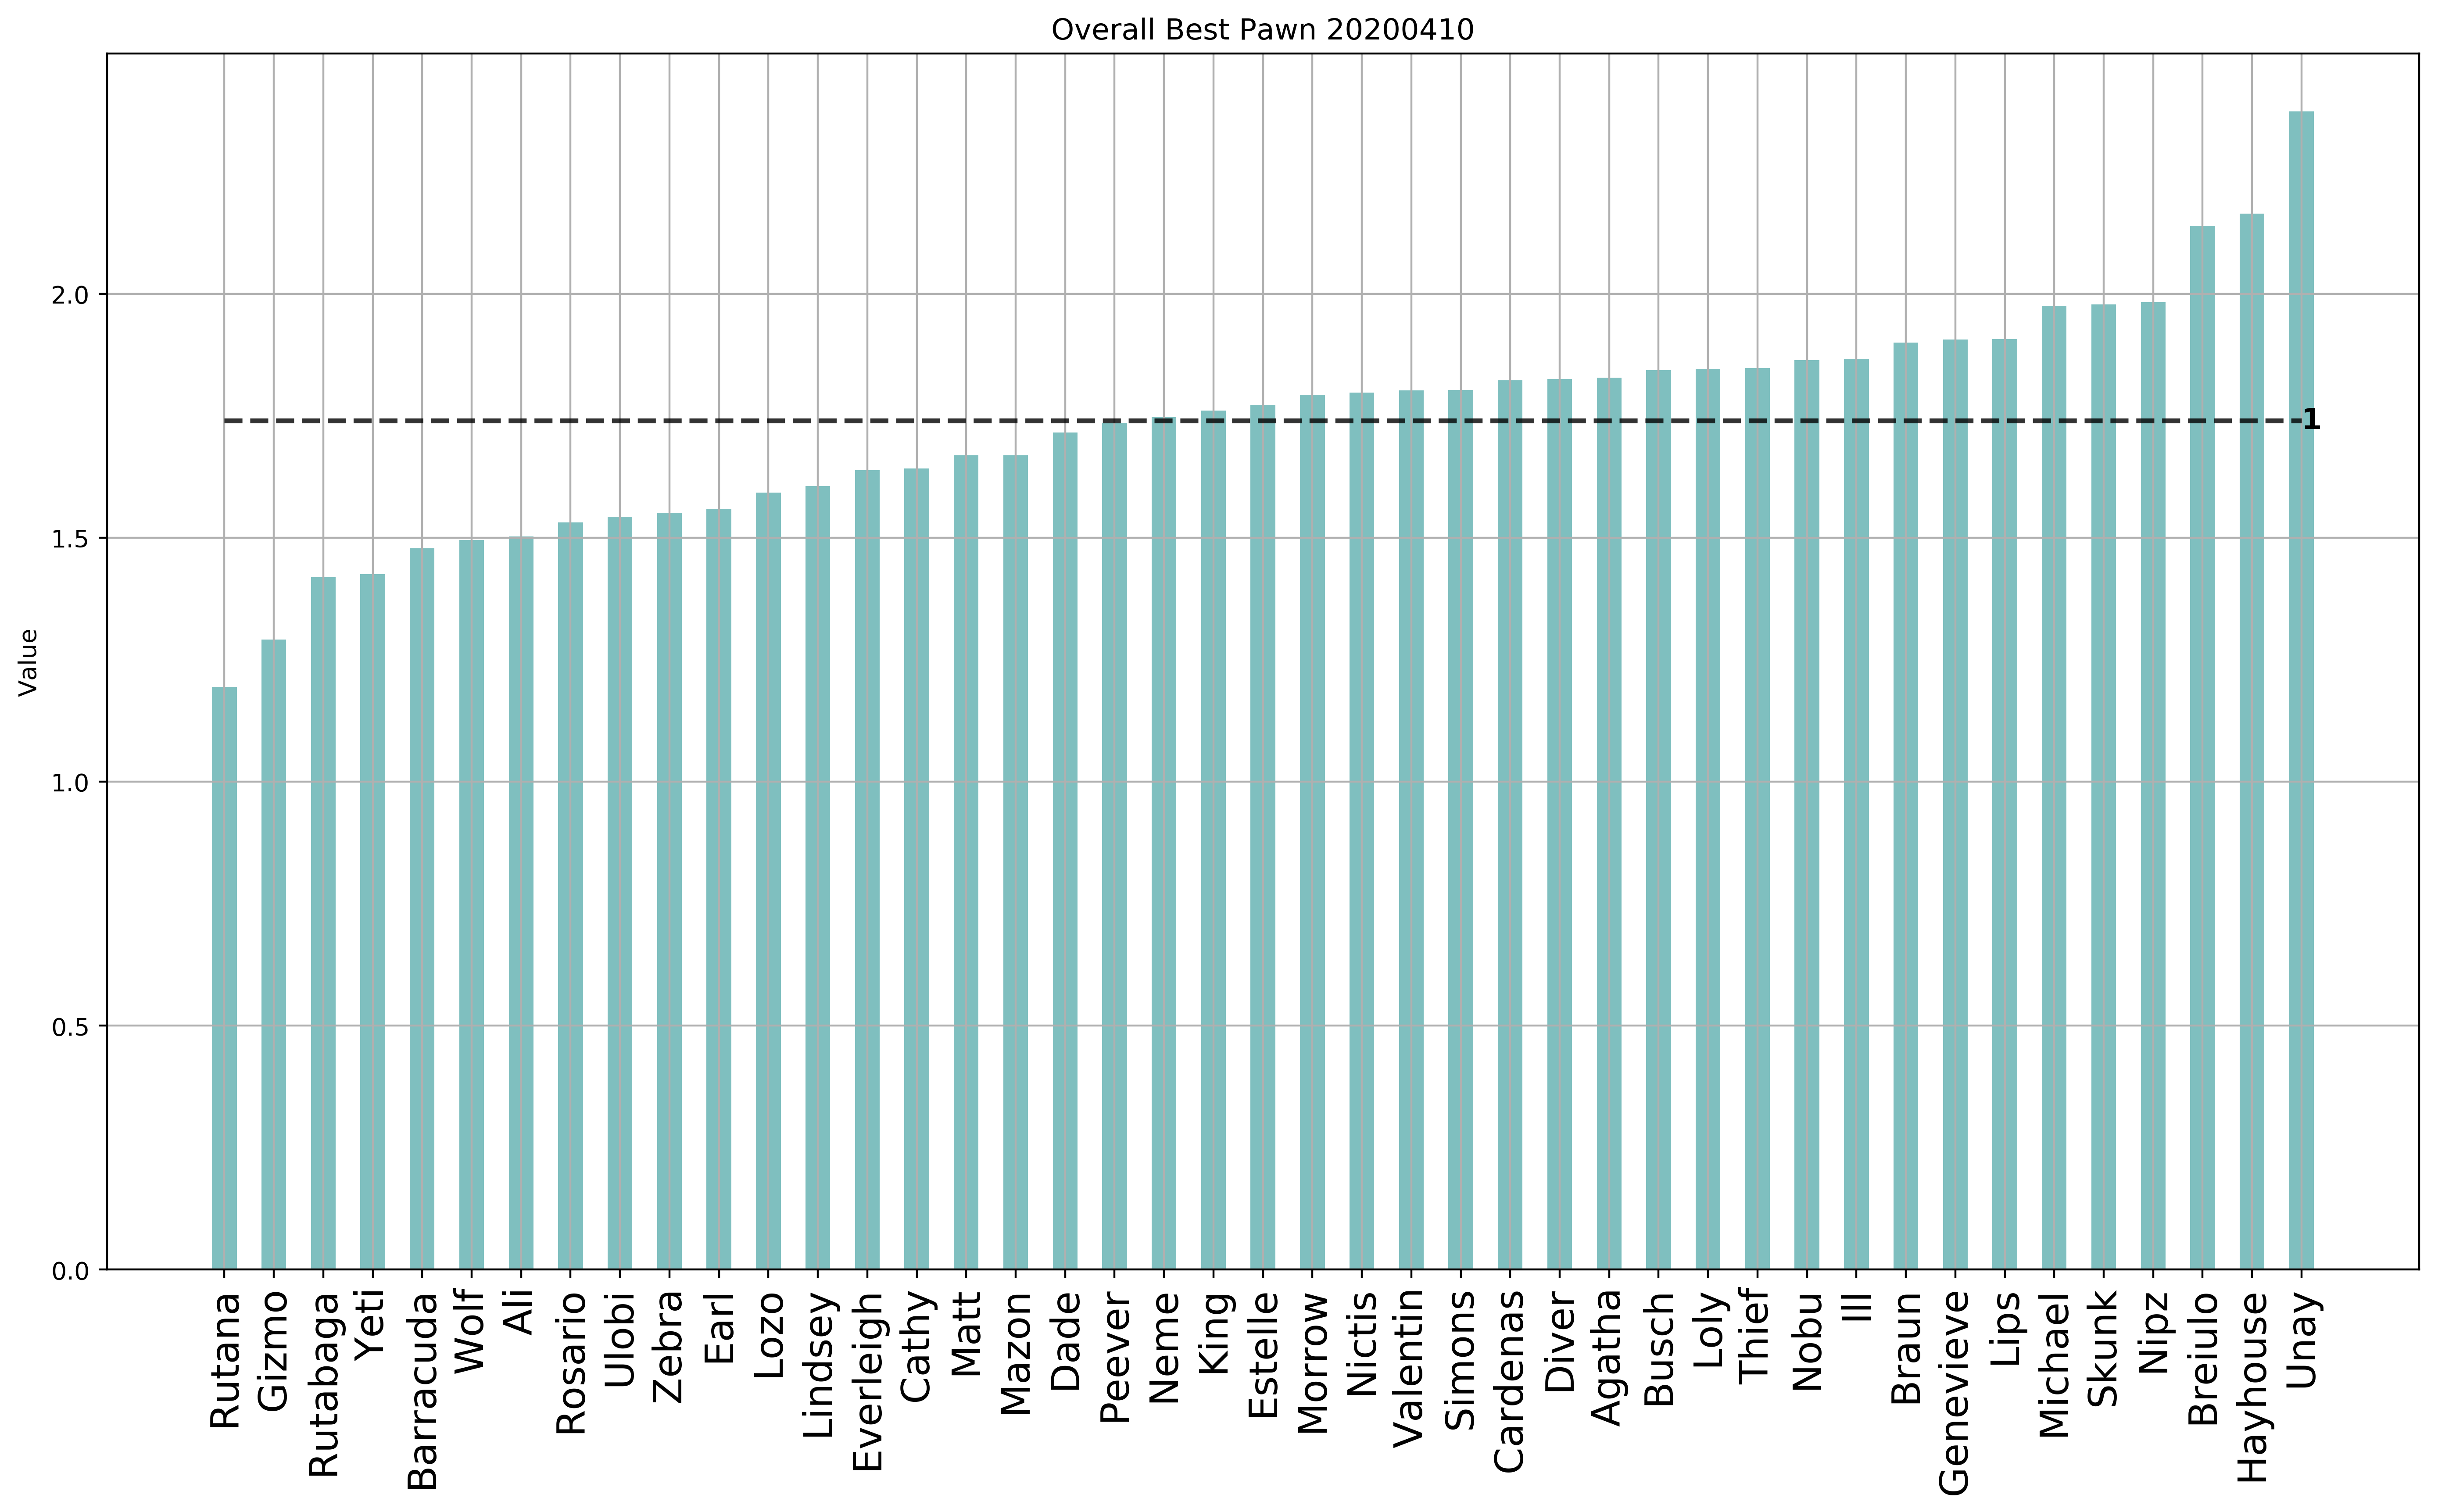 Overall Best Pawn 20200410
Value
2.0
1.5
1.0
0.5
0.0
1
Rutana
Gizmo
Rutabaga
Yeti
Barracuda
Wolf
Ali
Rosario
Ulobi
Zebra
Earl
Lozo
Lindsey
Everleigh
Cathy
Matt
Mazon
Dade
Peever
Neme
King
Estelle
Morrow
Nictis
Valentin
Simons
Cardenas
Diver
Agatha
Busch
Loly
Thief
Nobu
Ill
Braun
Genevieve
Lips
Michael
Skunk
Nipz
Breiulo
Hayhouse
Unay